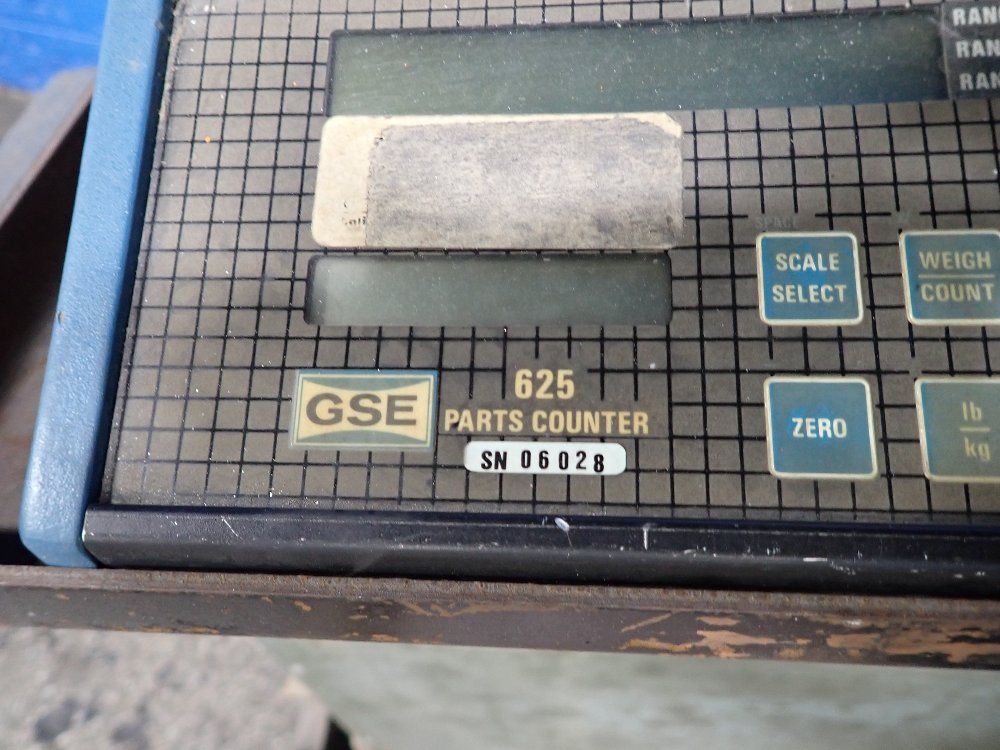 RAN
RAN
RAN
SCALE
SELECT
WEIGH
COUNT
GSE
625
PARTS COUNTER
SN 06028
ZERO
lb
kg